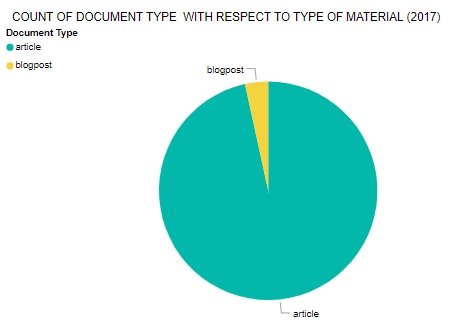 COUNT OF DOCUMENT TYPE WITH RESPECT TO TYPE OF MATERIAL (2017)
Document Type
article
blogpost
blogpost
article